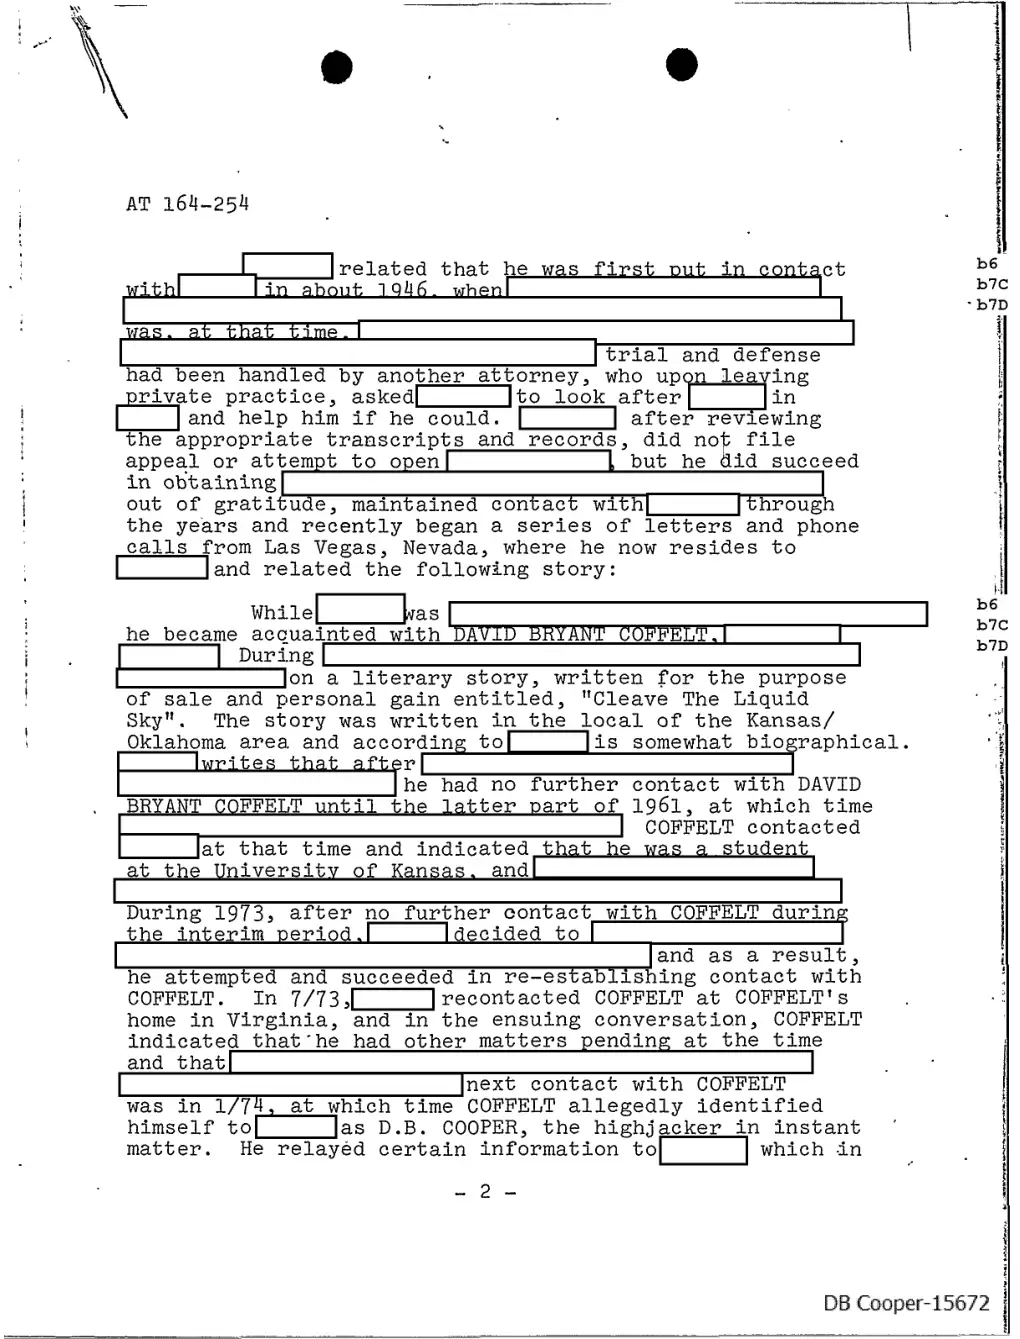 AT 164-254
related that he was first put in contact
b6
with in about 1946, when
b7C
b7D
was, at that time,
trial and defense
had been handled by another attorney, who upon leaving
private practice, asked to look after in
and help him if he could. after reviewing
the appropriate transcripts and records, did not file
appeal or attempt to open , but he did succeed
in obtaining
out of gratitude, maintained contact with through
the years and recently began a series of letters and phone
calls from Las Vegas, Nevada, where he now resides to
and related the following story:
b6
While was
b7C
he became acquainted with DAVID BRYANT COFFELT,
b7D
During
on a literary story, written for the purpose
of sale and personal gain entitled, "Cleave The Liquid
Sky". The story was written in the local of the Kansas/
Oklahoma area and according to is somewhat biographical.
writes that after
he had no further contact with DAVID
BRYANT COFFELT until the latter part of 1961, at which time
COFFELT contacted
at that time and indicated that he was a student
at the University of Kansas, and
During 1973, after no further contact with COFFELT during
the interim period, decided to
and as a result,
he attempted and succeeded in re-establishing contact with
COFFELT. In 7/73, recontacted COFFELT at COFFELT's
home in Virginia, and in the ensuing conversation, COFFELT
indicated that he had other matters pending at the time
and that
next contact with COFFELT
was in 1/74, at which time COFFELT allegedly identified
himself to as D.B. COOPER, the highjacker in instant
matter. He relayed certain information to which in
- 2 -
DB Cooper-15672